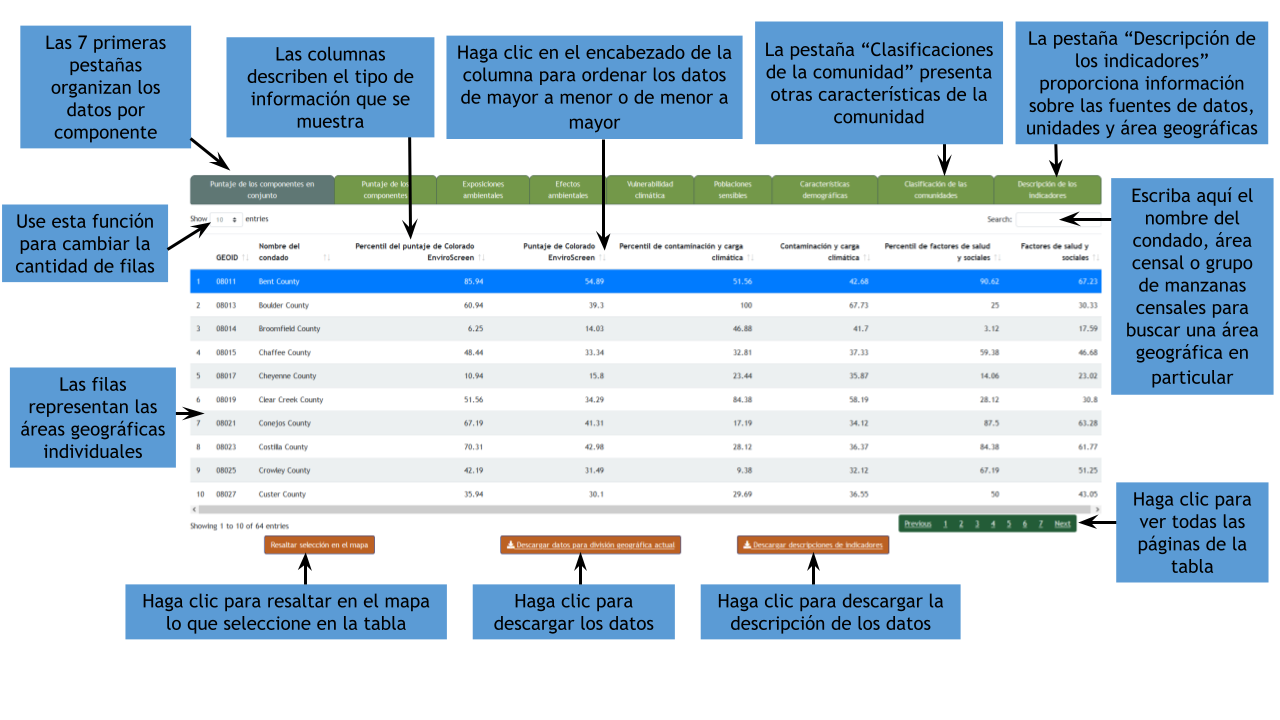 Las 7 primeras
pestañas
organizan los
datos por
componente
Las columnas
describen el tipo de
información que se
muestra
Haga clic en el encabezado de la
columna para ordenar los datos
de mayor a menor o de menor a
mayor
La pestaña “Clasificaciones
de la comunidad” presenta
otras características de la
comunidad
La pestaña “Descripción de
los indicadores”
proporciona información
sobre las fuentes de datos,
unidades y área geográficas
Puntaje de los componentes en
conjunto
Puntaje de los
componentes
Exposiciones
ambientales
Efectos
ambientales
Vulnerabilidad
climática
Poblaciones
sensibles
Características
demográficas
Clasificación de las
comunidades
Descripción de los
indicadores
Use esta función
para cambiar la
cantidad de filas
Show 10 entries
Search:
Escriba aquí el
nombre del
condado, área
censal o grupo
de manzanas
censales para
buscar una área
geográfica en
particular
GEOID
Nombre del
condado
Percentil del puntaje de Colorado
EnviroScreen
Puntaje de Colorado
EnviroScreen
Percentil de contaminación y carga
climática
Contaminación y carga
climática
Percentil de factores de salud
y sociales
Factores de salud y
sociales
1 08011 Bent County 85.94 54.89 51.56 42.68 90.62 67.23
2 08013 Boulder County 60.94 39.3 100 67.73 25 30.33
3 08014 Broomfield County 6.25 14.03 46.88 41.7 3.12 17.59
4 08015 Chaffee County 48.44 33.34 32.81 37.33 59.38 46.68
5 08017 Cheyenne County 10.94 15.8 23.44 35.87 14.06 23.02
6 08019 Clear Creek County 51.56 34.29 84.38 58.19 28.12 30.8
7 08021 Conejos County 67.19 41.31 17.19 34.12 87.5 63.28
8 08023 Costilla County 70.31 42.98 28.12 36.37 84.38 61.77
9 08025 Crowley County 42.19 31.49 9.38 32.12 67.19 51.25
10 08027 Custer County 35.94 30.1 29.69 36.55 50 43.05
Las filas
representan las
áreas geográficas
individuales
Showing 1 to 10 of 64 entries
Previous 1 2 3 4 5 6 7 Next
Haga clic para
ver todas las
páginas de la
tabla
Resaltar selección en el mapa
Descargar datos para división geográfica actual
Descargar descripciones de indicadores
Haga clic para resaltar en el mapa
lo que seleccione en la tabla
Haga clic para
descargar los datos
Haga clic para descargar la
descripción de los datos